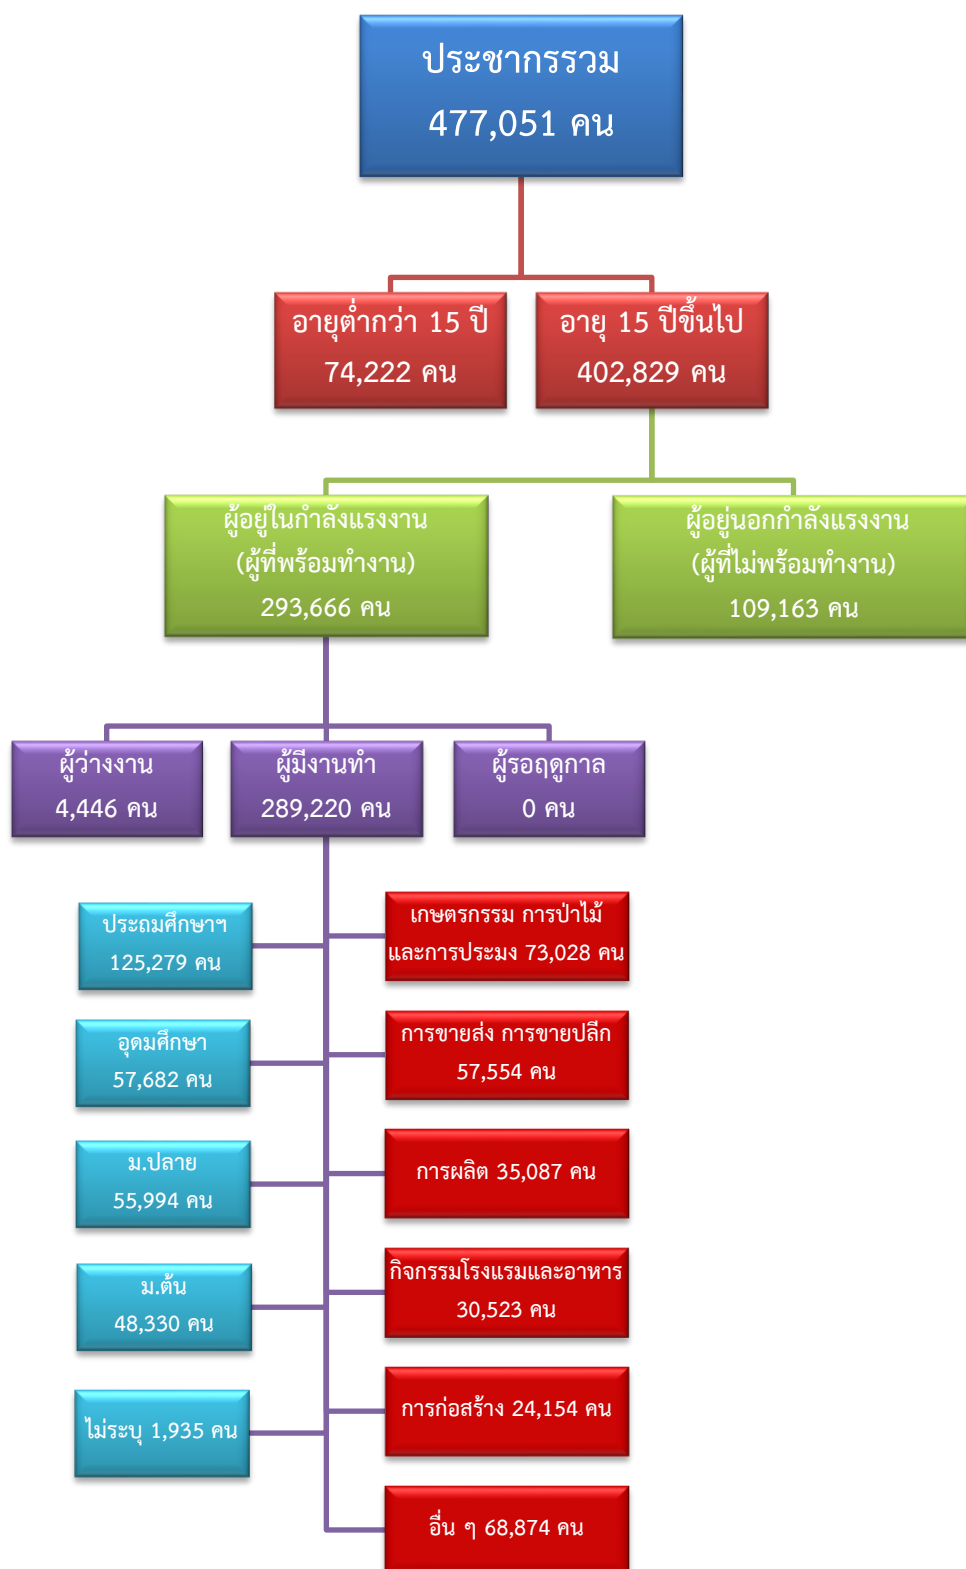 ประชากรรวม
477,051 คน
อายุต่ำกว่า 15 ปี
74,222 คน
อายุ 15 ปีขึ้นไป
402,829 คน
ผู้อยู่ในกำลังแรงงาน
(ผู้ที่พร้อมทำงาน)
293,666 คน
ผู้อยู่นอกกำลังแรงงาน
(ผู้ที่ไม่พร้อมทำงาน)
109,163 คน
ผู้ว่างงาน
4,446 คน
ผู้มีงานทำ
289,220 คน
ผู้รอฤดูกาล
0 คน
ประถมศึกษาฯ
125,279 คน
อุดมศึกษา
57,682 คน
ม.ปลาย
55,994 คน
ม.ต้น
48,330 คน
ไม่ระบุ 1,935 คน
เกษตรกรรม การป่าไม้
และการประมง 73,028 คน
การขายส่ง การขายปลีก
57,554 คน
การผลิต 35,087 คน
กิจกรรมโรงแรมและอาหาร
30,523 คน
การก่อสร้าง 24,154 คน
อื่น ๆ 68,874 คน